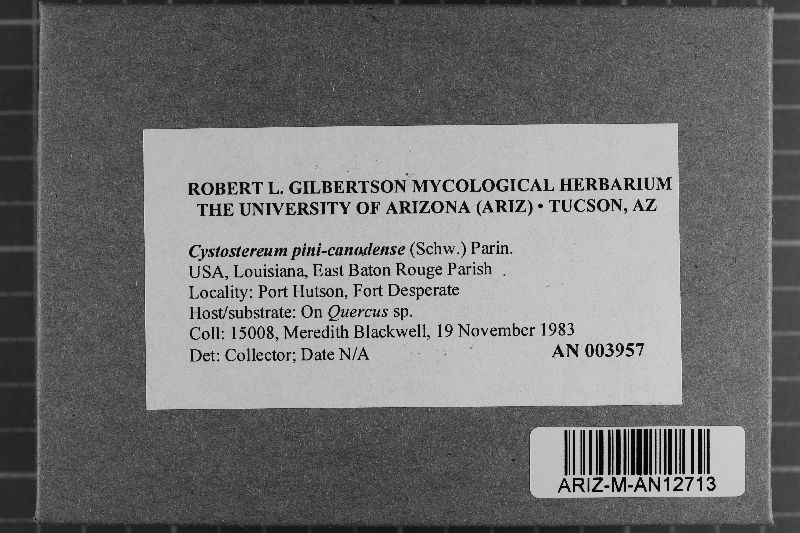 ROBERT L. GILBERTSON MYCOLOGICAL HERBARIUM
THE UNIVERSITY OF ARIZONA (ARIZ) • TUCSON, AZ
Cystostereum pini-canadense (Schw.) Parin.
USA, Louisiana, East Baton Rouge Parish
Locality: Port Hutson, Fort Desperate
Host/substrate: On Quercus sp.
Coll: 15008, Meredith Blackwell, 19 November 1983
Det: Collector; Date N/A AN 003957
ARIZ-M-AN12713